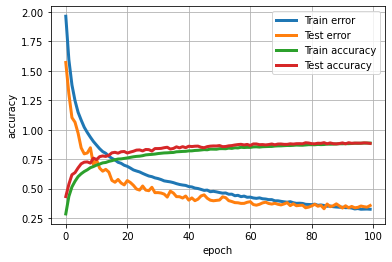 2.00
1.75
1.50
1.25
1.00
0.75
0.50
0.25
accuracy
0
20
40
60
80
100
epoch
Train error
Test error
Train accuracy
Test accuracy